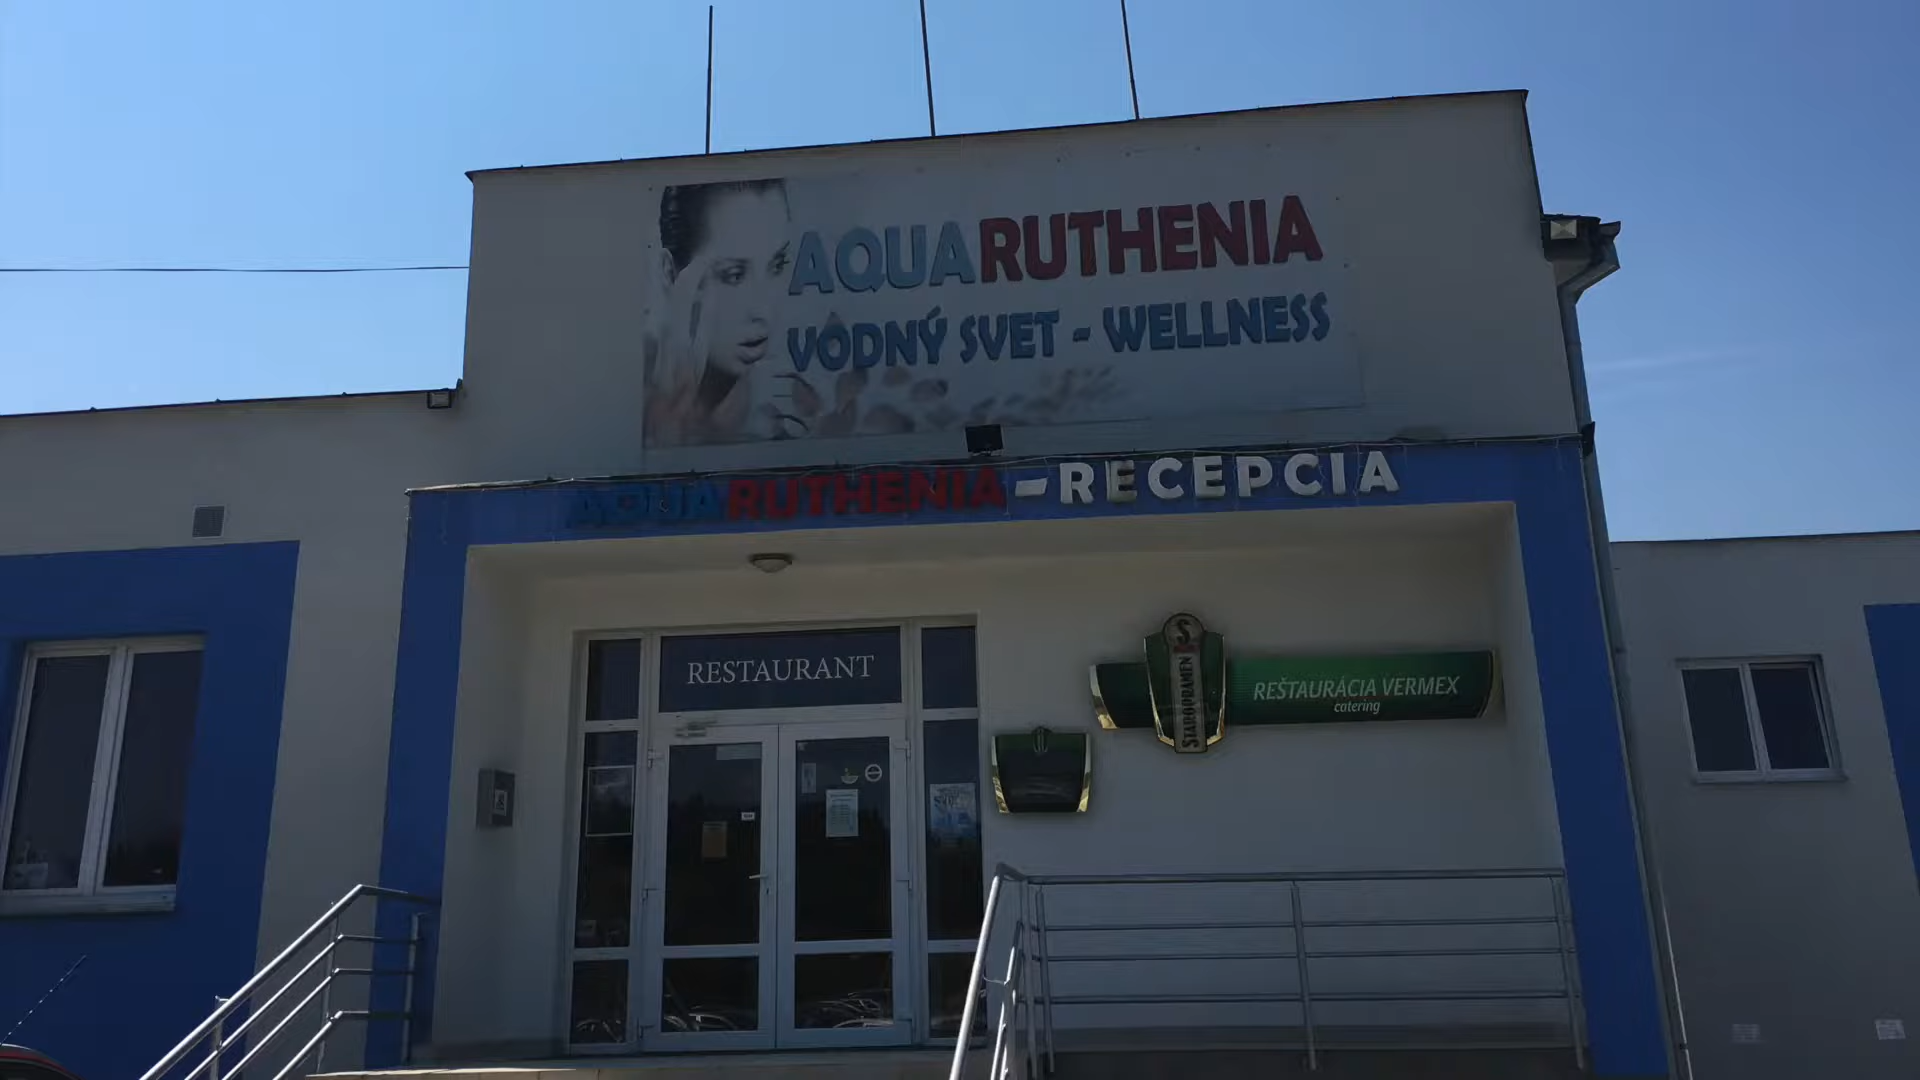 AQUARUTHENIA
VODNÝ SVET - WELLNESS
AQUARUTHENIA - RECEPCIA
RESTAURANT
S
STAROPRAMEN
REŠTAURÁCIA VERMEX
catering